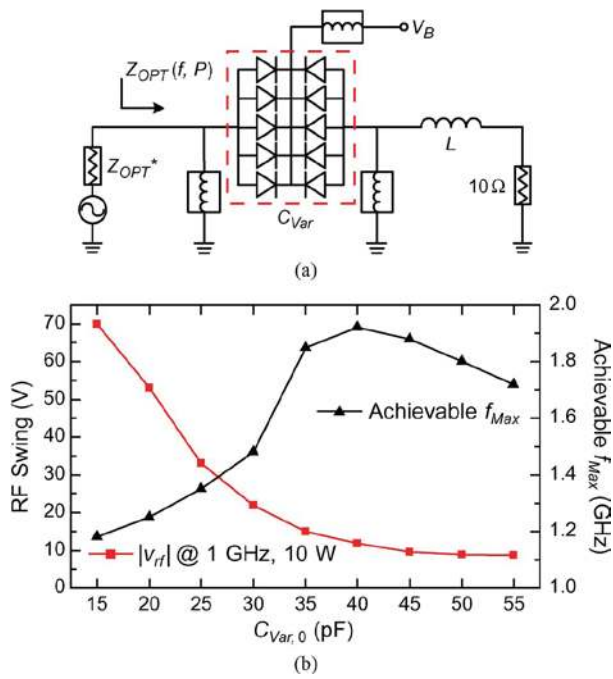 V_B
Z_OPT (f, P)
Z_OPT*
C_Var
L
10 Ω
(a)
RF Swing (V)
70
60
50
40
30
20
10
0
2.0
1.8
1.6
1.4
1.2
1.0
Achievable f_Max (GHz)
Achievable f_Max
|v_rf| @ 1 GHz, 10 W
15 20 25 30 35 40 45 50 55
C_Var, 0 (pF)
(b)